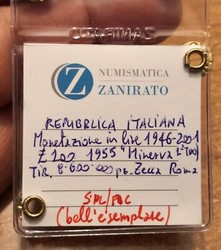 NUMISMATICA
ZANIRATO
REPUBBLICA ITALIANA
Monetazione in lire 1946-2001
£ 100 1955 "Minerva I° Tipo"
TIR. 8.600.000 pz. Zecca Roma
SPL/FDC
(bell'esemplare)